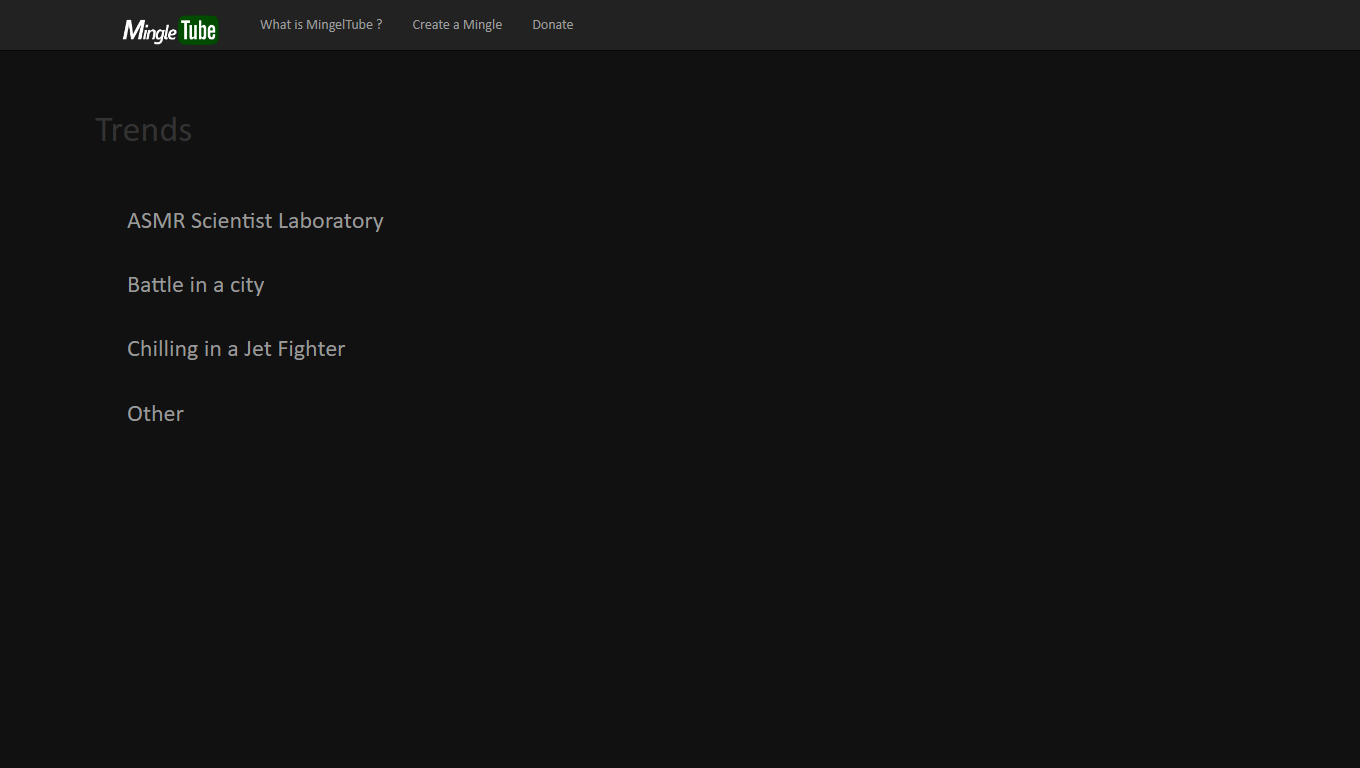 Mingle Tube
What is MingelTube ?
Create a Mingle
Donate
Trends
ASMR Scientist Laboratory
Battle in a city
Chilling in a Jet Fighter
Other